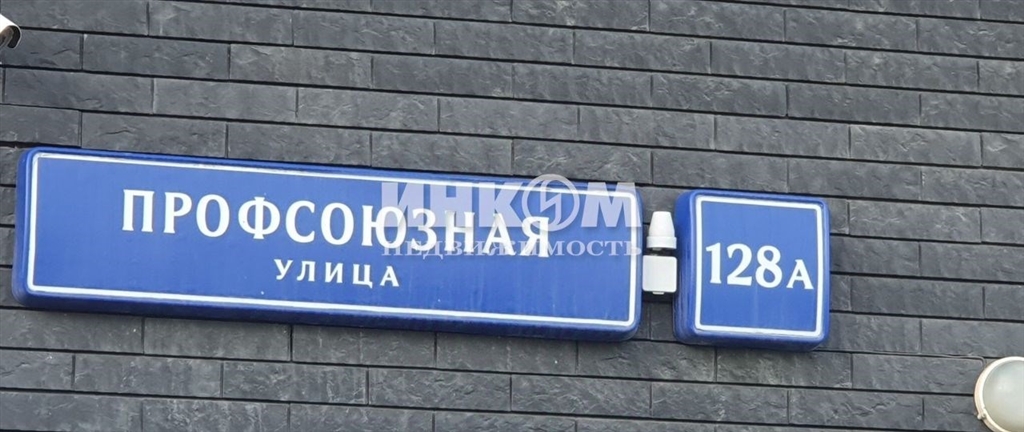 ПРОФСОЮЗНАЯ
УЛИЦА
128А
ИНКОМ
НЕДВИЖИМОСТЬ